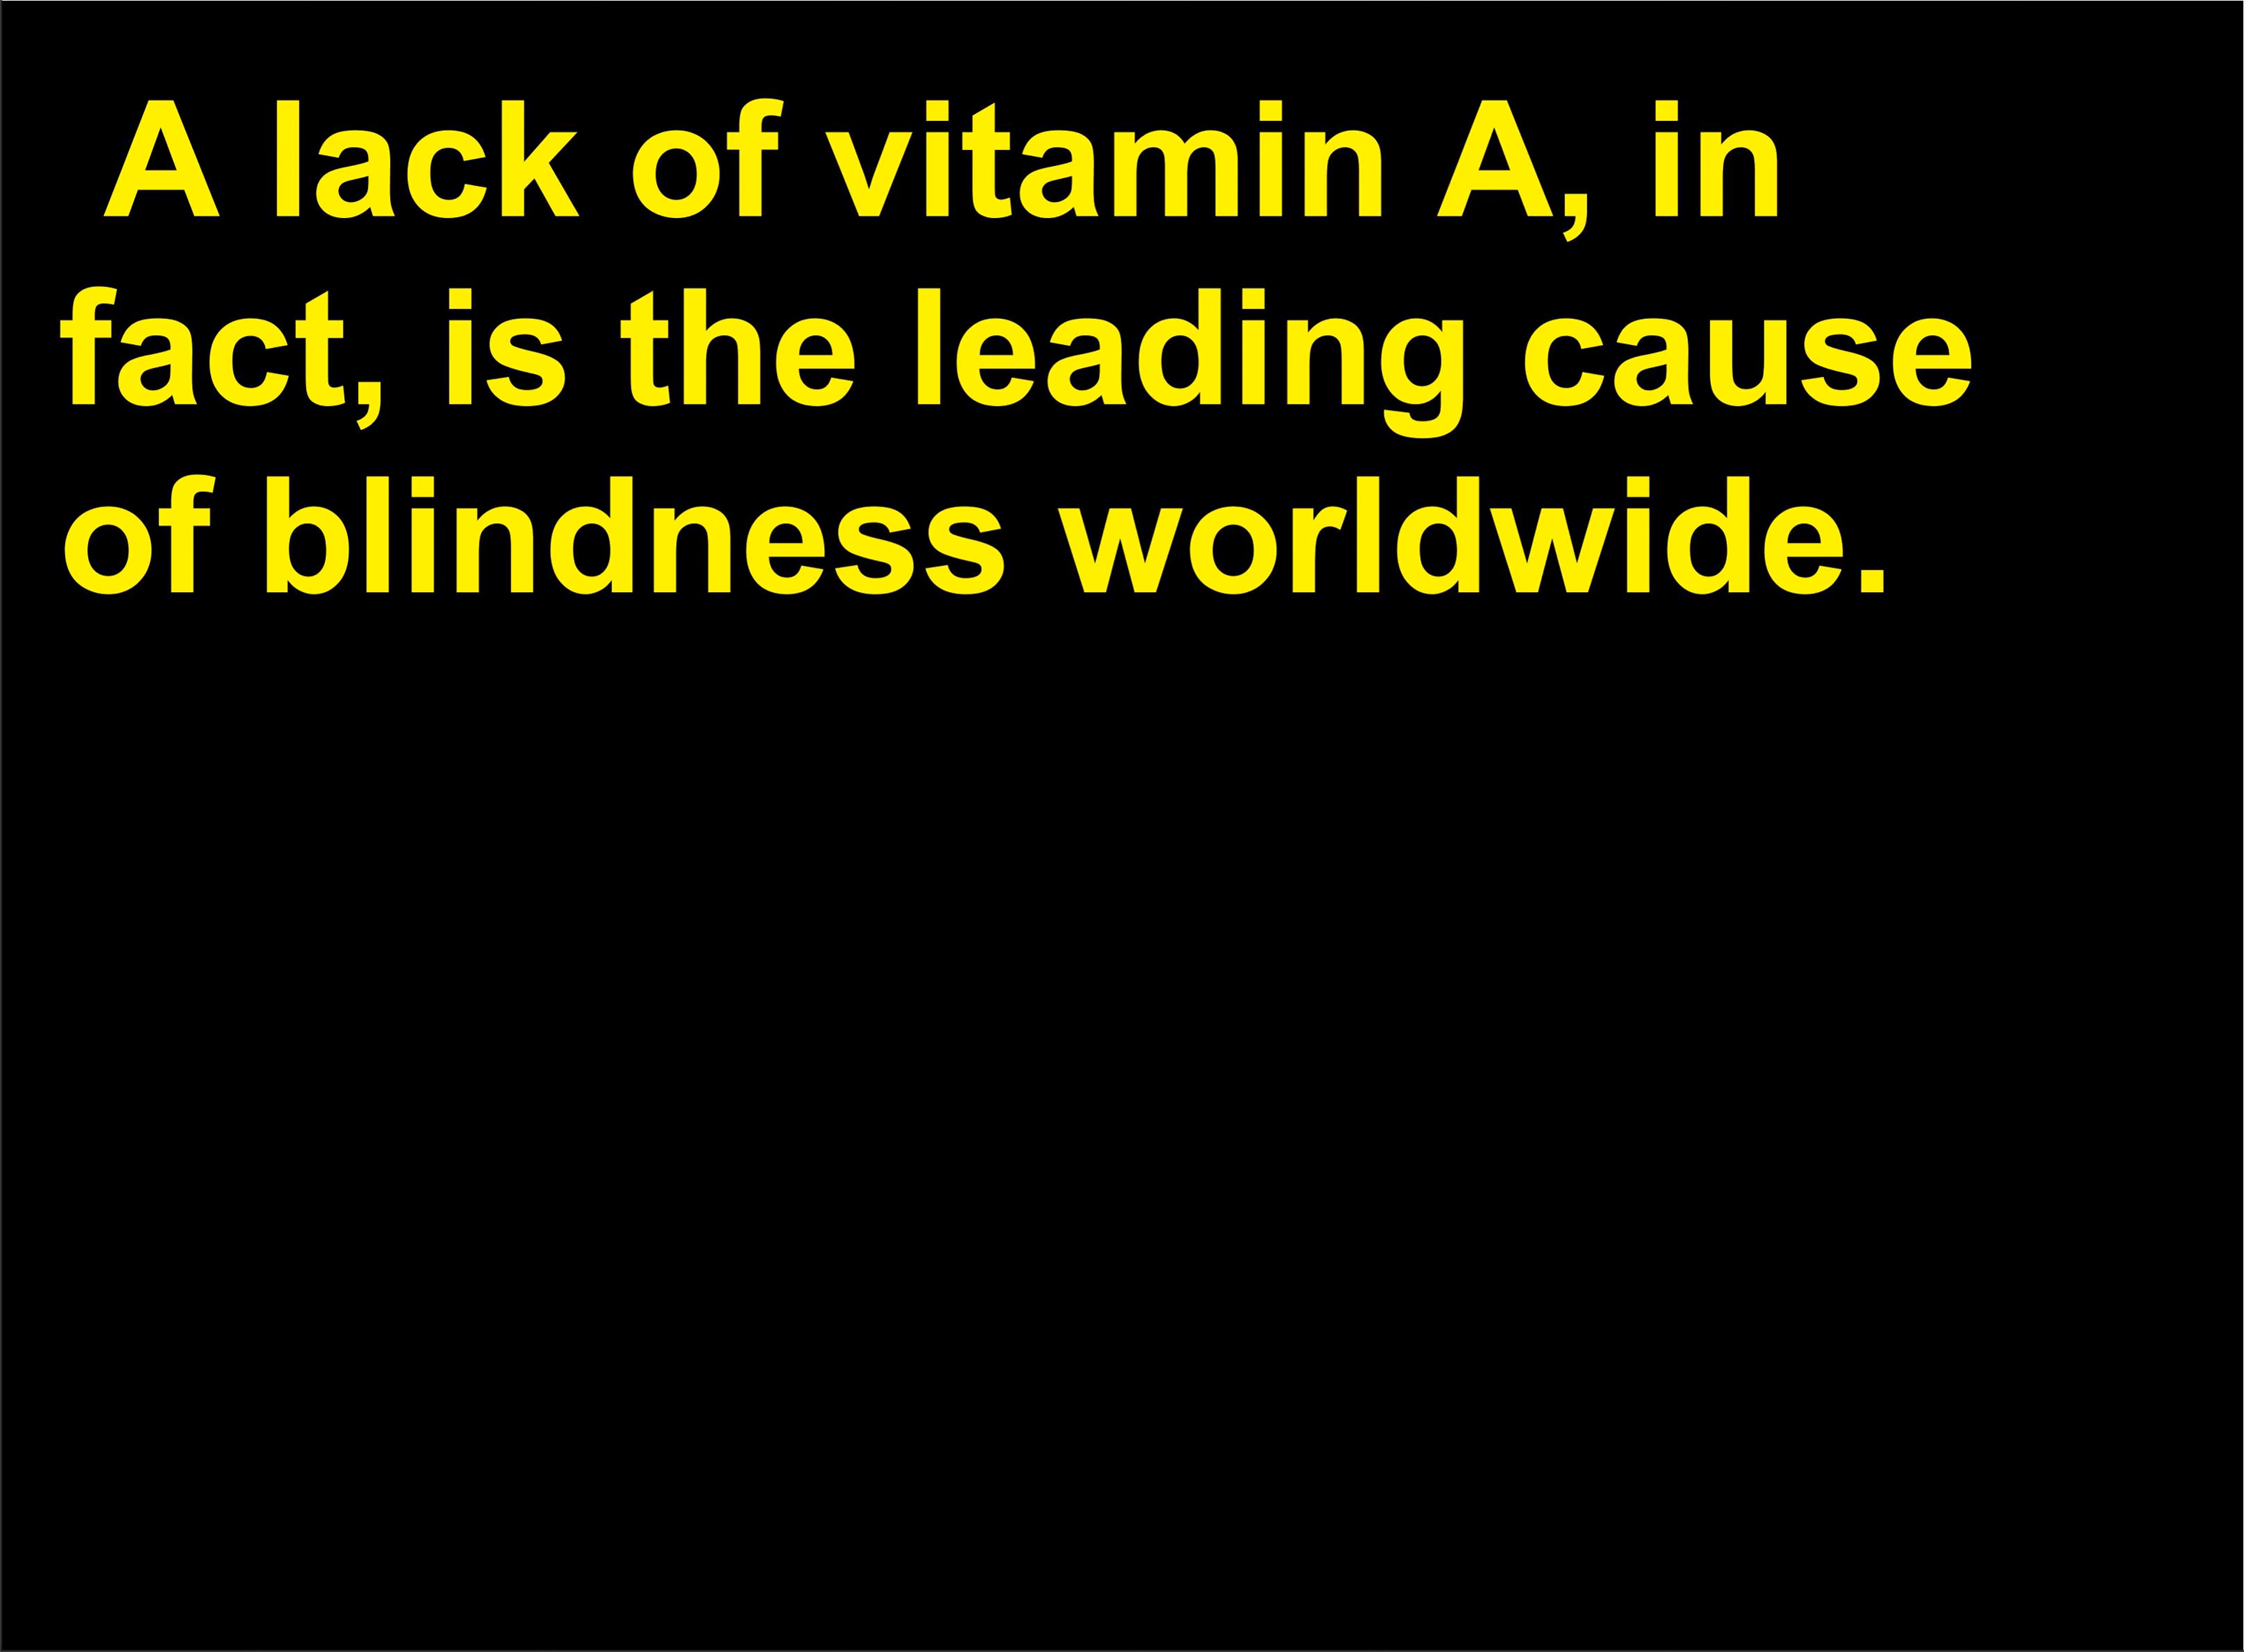 A lack of vitamin A, in
fact, is the leading cause
of blindness worldwide.